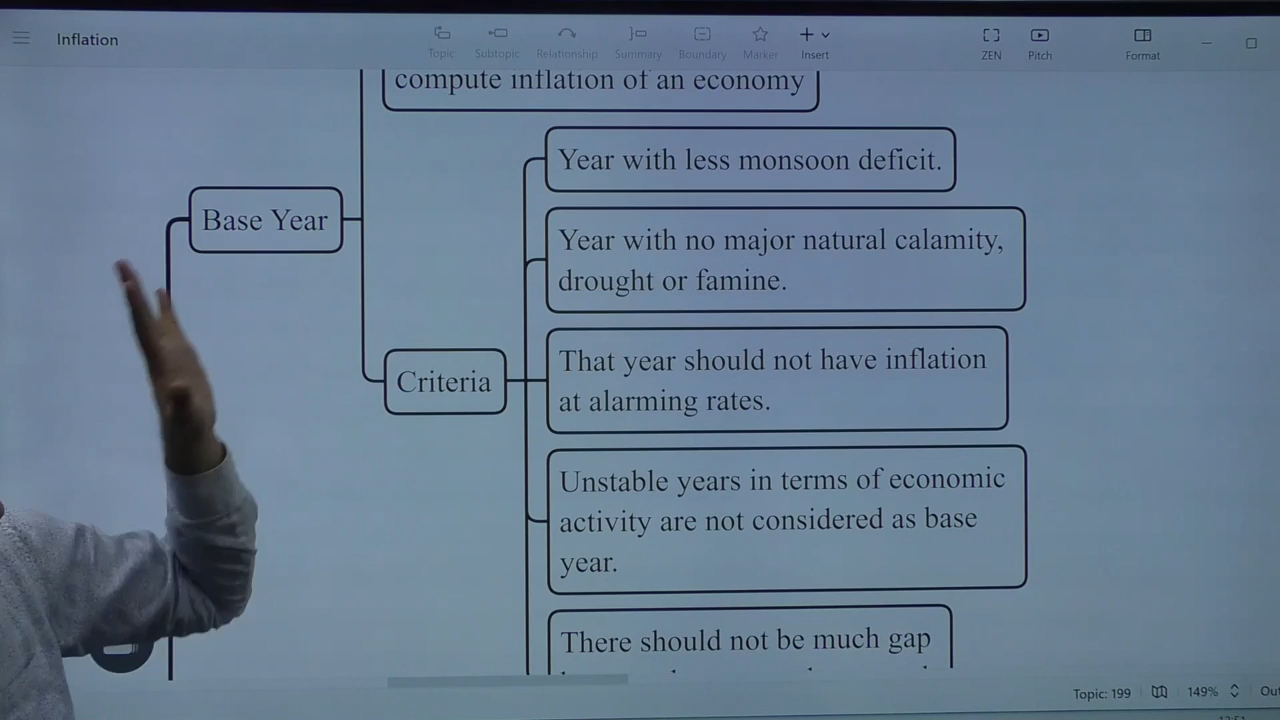 Inflation
Topic
Subtopic
Relationship
Summary
Boundary
Marker
Insert
ZEN
Pitch
Format
compute inflation of an economy
Year with less monsoon deficit.
Base Year
Year with no major natural calamity,
drought or famine.
That year should not have inflation
at alarming rates.
Criteria
Unstable years in terms of economic
activity are not considered as base
year.
There should not be much gap
Topic: 199
149%